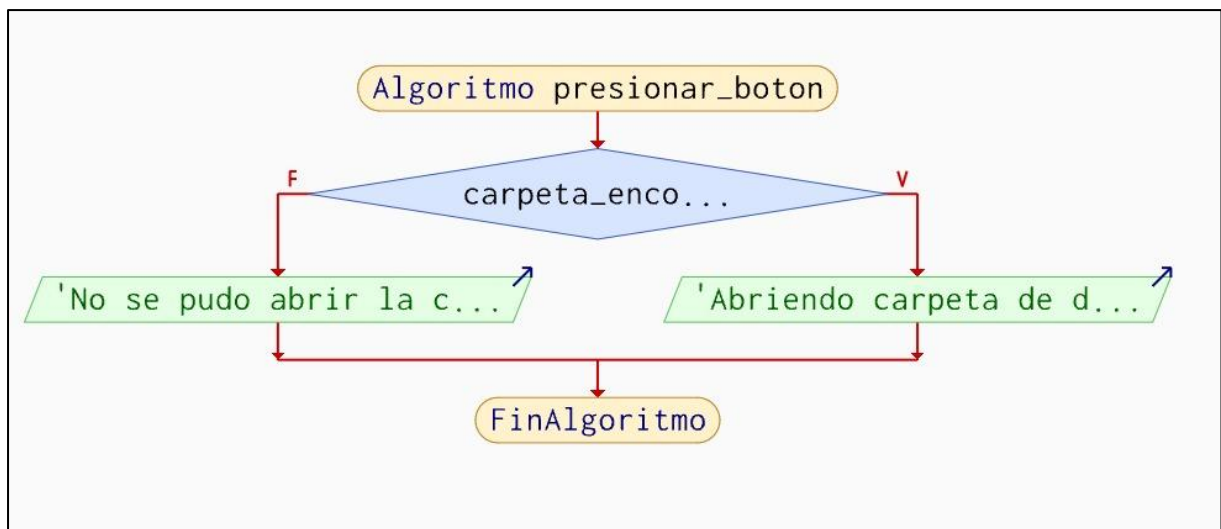 Algoritmo presionar_boton
F
V
carpeta_enco...
'No se pudo abrir la c...
'Abriendo carpeta de d...
FinAlgoritmo